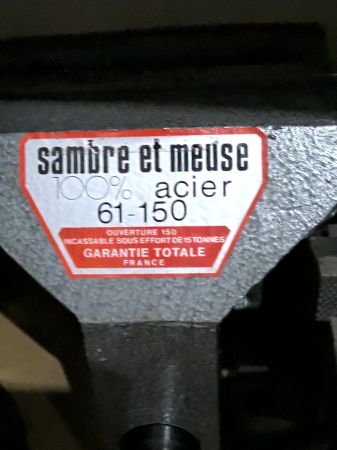 sambre et meuse
100% acier
61-150
OUVERTURE 150
INCASSABLE SOUS EFFORT DE 15 TONNES
GARANTIE TOTALE
FRANCE